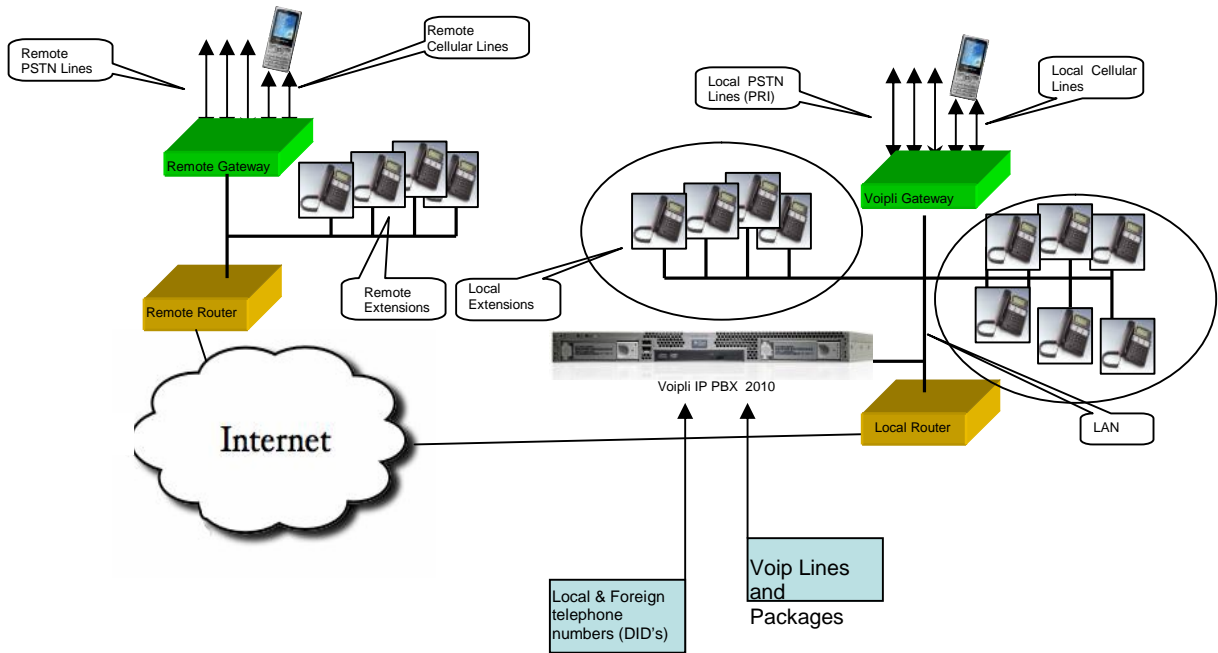 Remote
PSTN Lines
Remote
Cellular Lines
Local PSTN
Lines (PRI)
Local Cellular
Lines
Remote Gateway
Voipli Gateway
Remote
Extensions
Local
Extensions
Remote Router
Voipli IP PBX 2010
Internet
Local Router
LAN
Local & Foreign
telephone
numbers (DID's)
Voip Lines
and
Packages